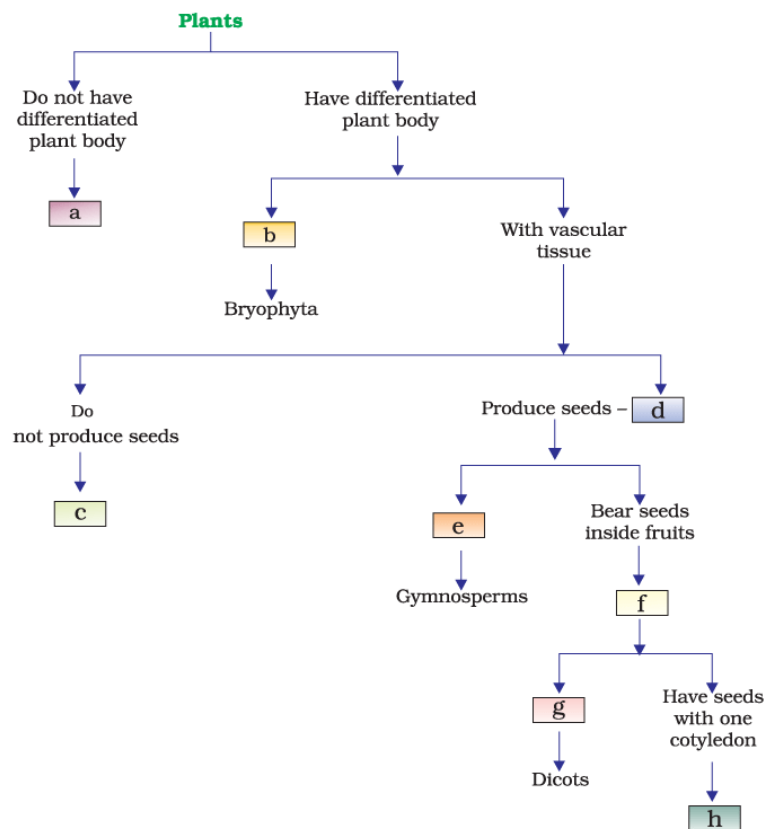 Plants
Do not have
differentiated
plant body
Have differentiated
plant body
a
b
With vascular
tissue
Bryophyta
Do
not produce seeds
Produce seeds – d
c
e
Bear seeds
inside fruits
Gymnosperms
f
g
Have seeds
with one
cotyledon
Dicots
h